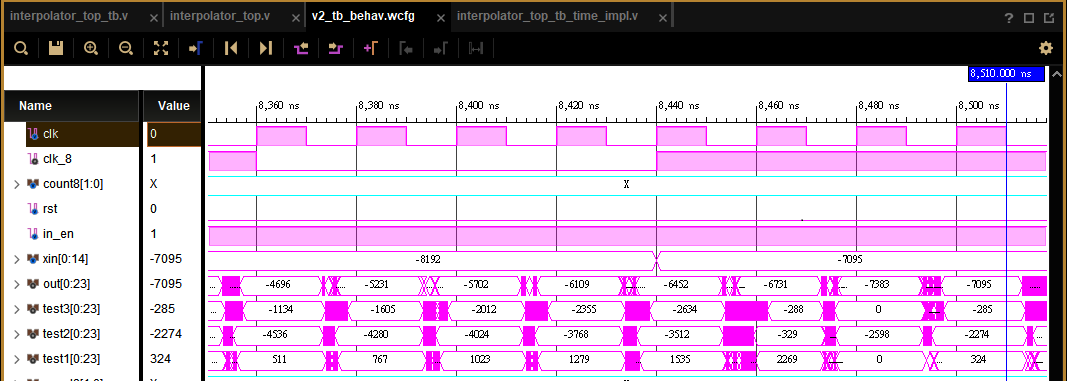 interpolator_top_tb.v × interpolator_top.v × v2_tb_behav.wcfg × interpolator_top_tb_time_impl.v ×
8,510.000 ns
Name Value
8,360 ns 8,380 ns 8,400 ns 8,420 ns 8,440 ns 8,460 ns 8,480 ns 8,500 ns
clk 0
clk_8 1
count8[1:0] X X
rst 0
in_en 1
xin[0:14] -7095 -8192 -7095
out[0:23] -7095 ... -4696 -5231 -5702 -6109 -6452 -6731 -7383 -7095
test3[0:23] -285 ... -1134 -1605 -2012 -2355 -2634 -288 0 -285
test2[0:23] -2274 ... -4536 -4280 -4024 -3768 -3512 -329 -2598 -2274
test1[0:23] 324 ... 511 767 1023 1279 1535 2269 0 324